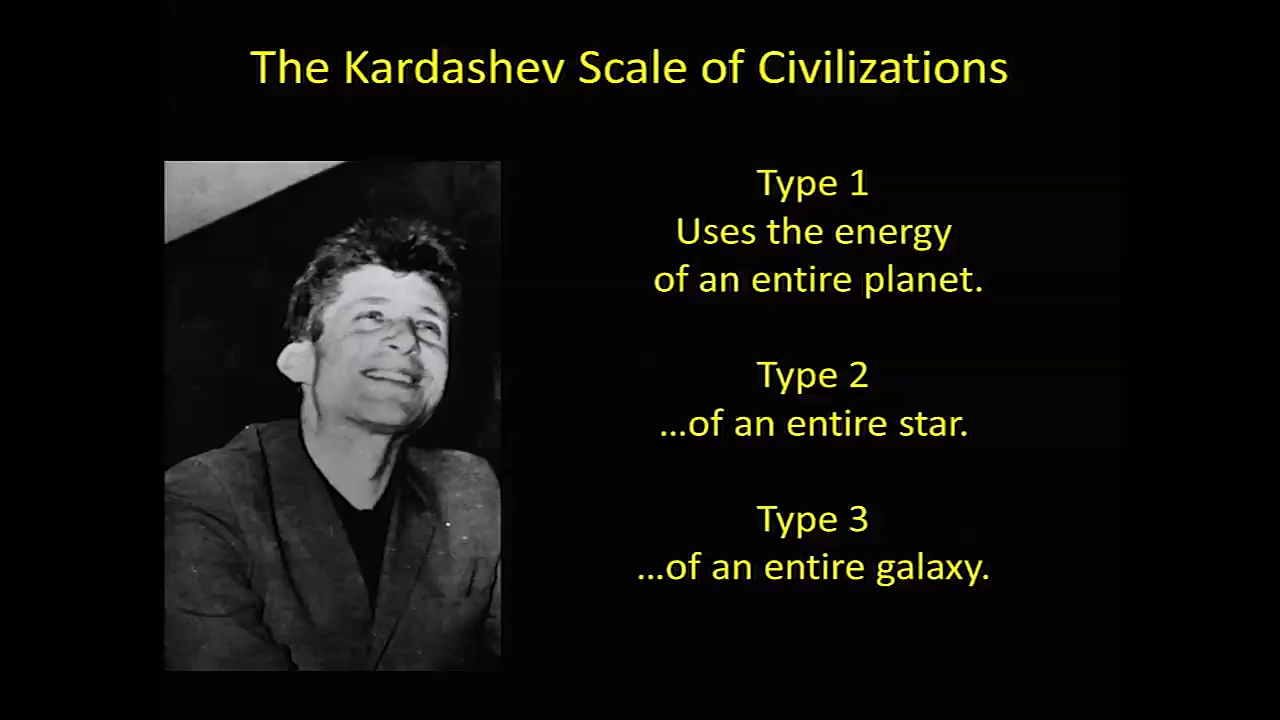 The Kardashev Scale of Civilizations
Type 1
Uses the energy
of an entire planet.
Type 2
...of an entire star.
Type 3
...of an entire galaxy.